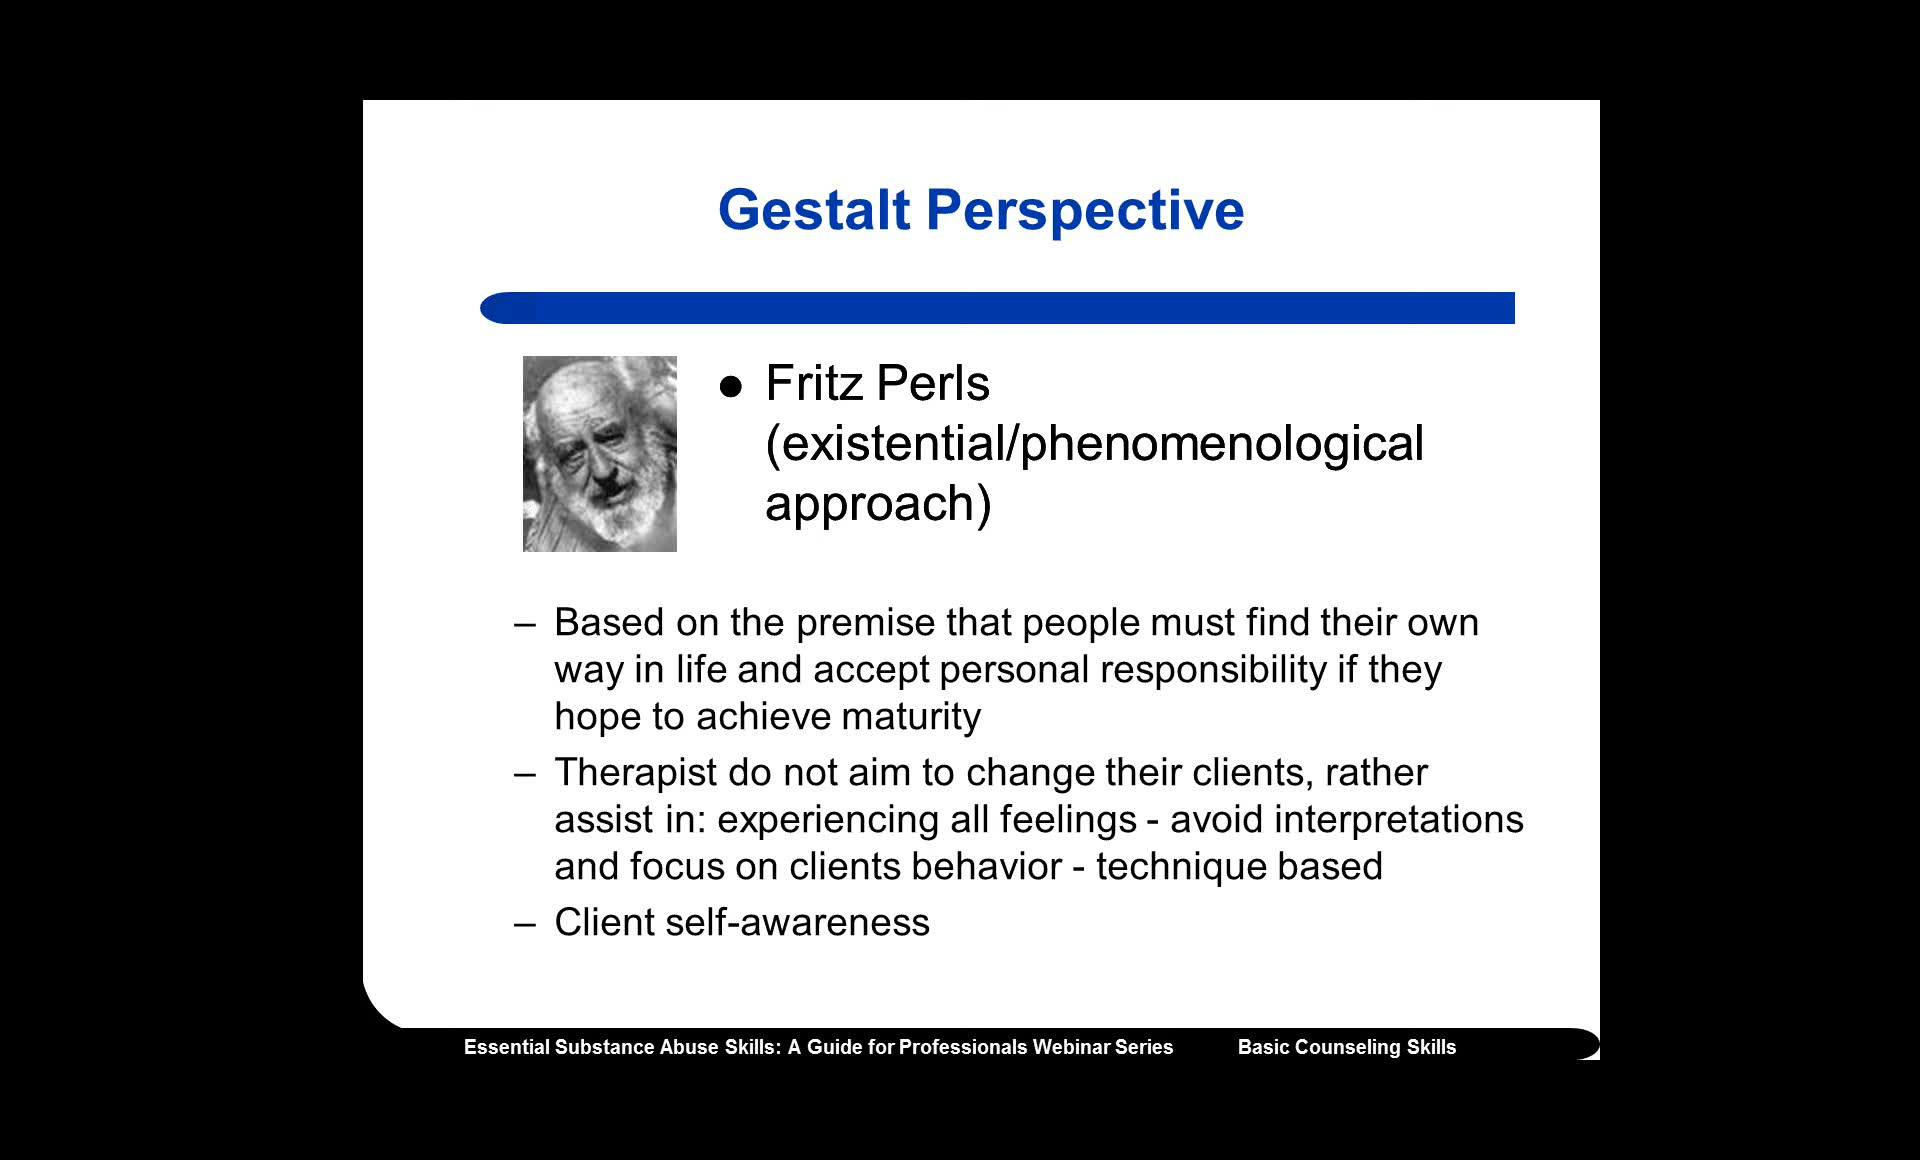 Gestalt Perspective
● Fritz Perls
(existential/phenomenological
approach)
– Based on the premise that people must find their own
way in life and accept personal responsibility if they
hope to achieve maturity
– Therapist do not aim to change their clients, rather
assist in: experiencing all feelings - avoid interpretations
and focus on clients behavior - technique based
– Client self-awareness
Essential Substance Abuse Skills: A Guide for Professionals Webinar Series Basic Counseling Skills